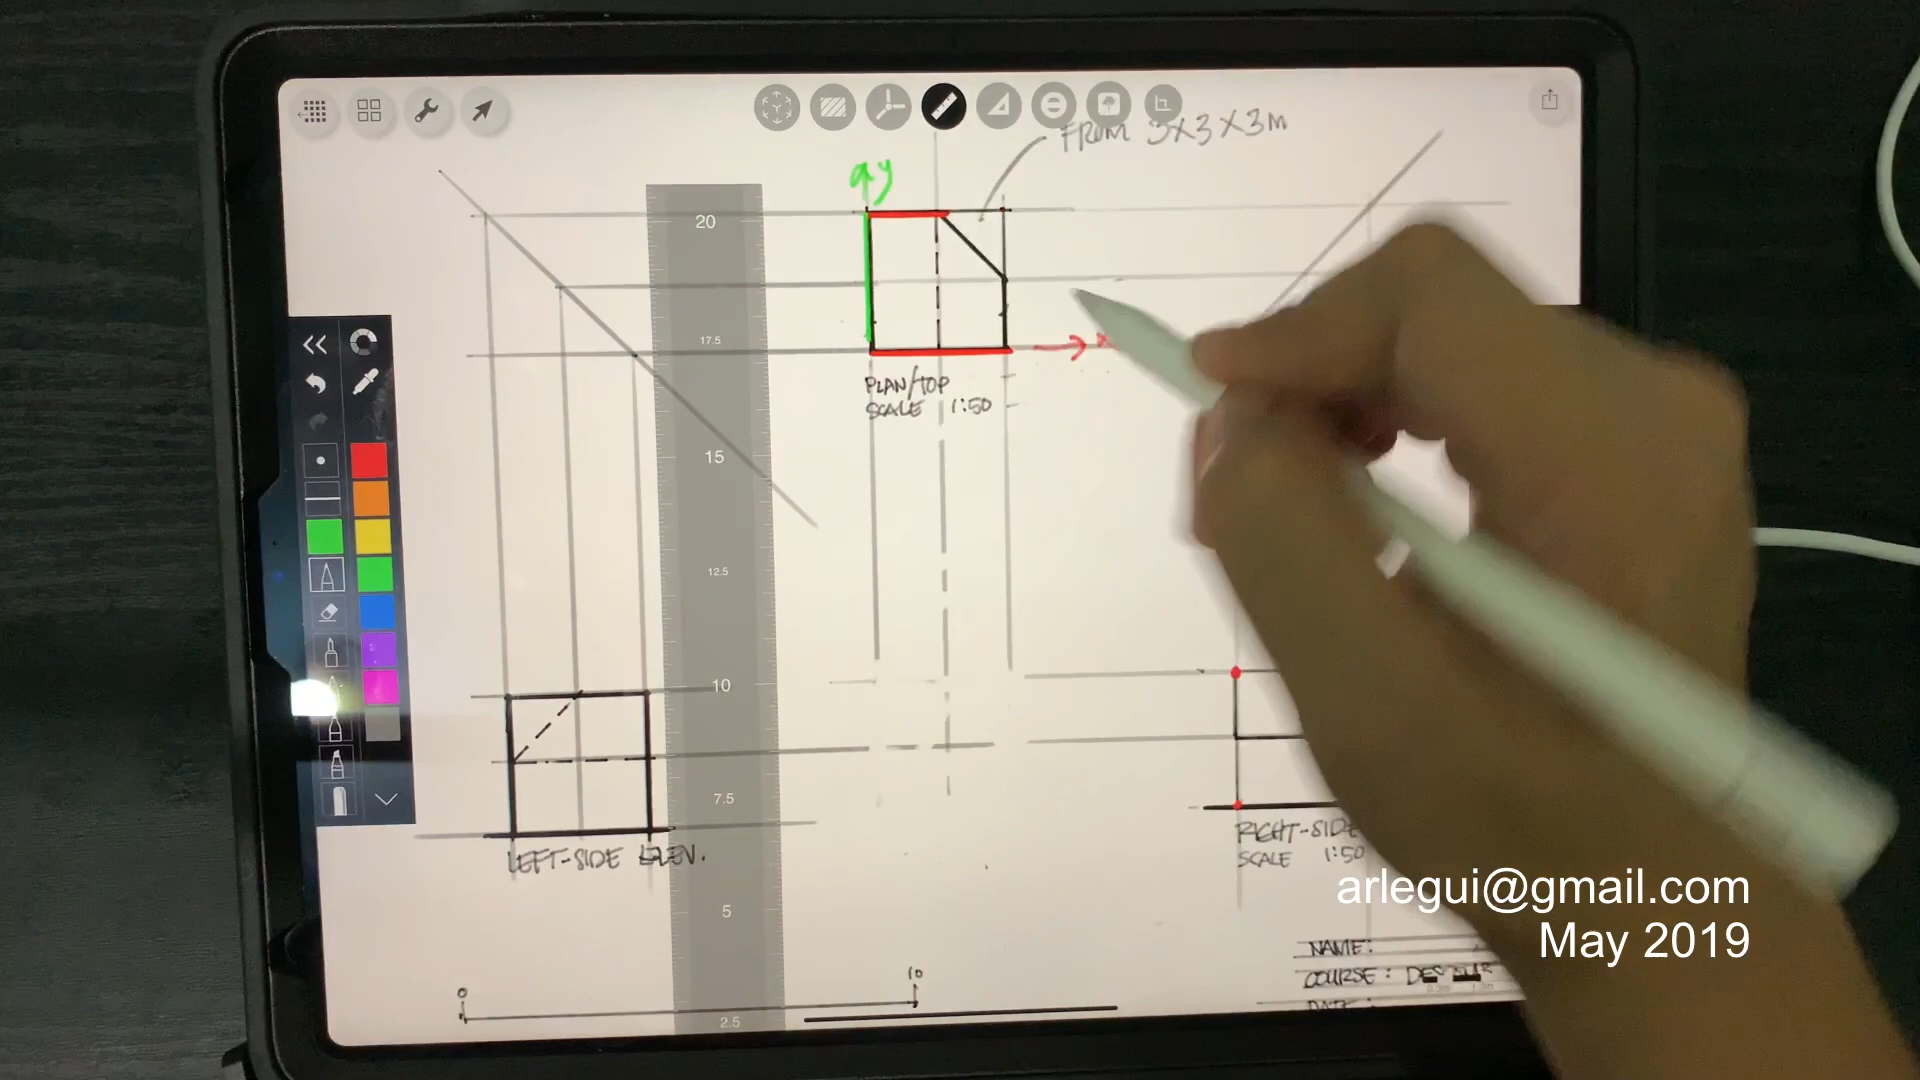 FROM 3X3X3M
y
20
17.5
PLAN/TOP
SCALE 1:50
15
12.5
10
7.5
LEFT-SIDE ELEV.
RIGHT-SIDE
SCALE 1:50
5
arlegui@gmail.com
May 2019
NAME:
COURSE:
DATE:
0
10
2.5